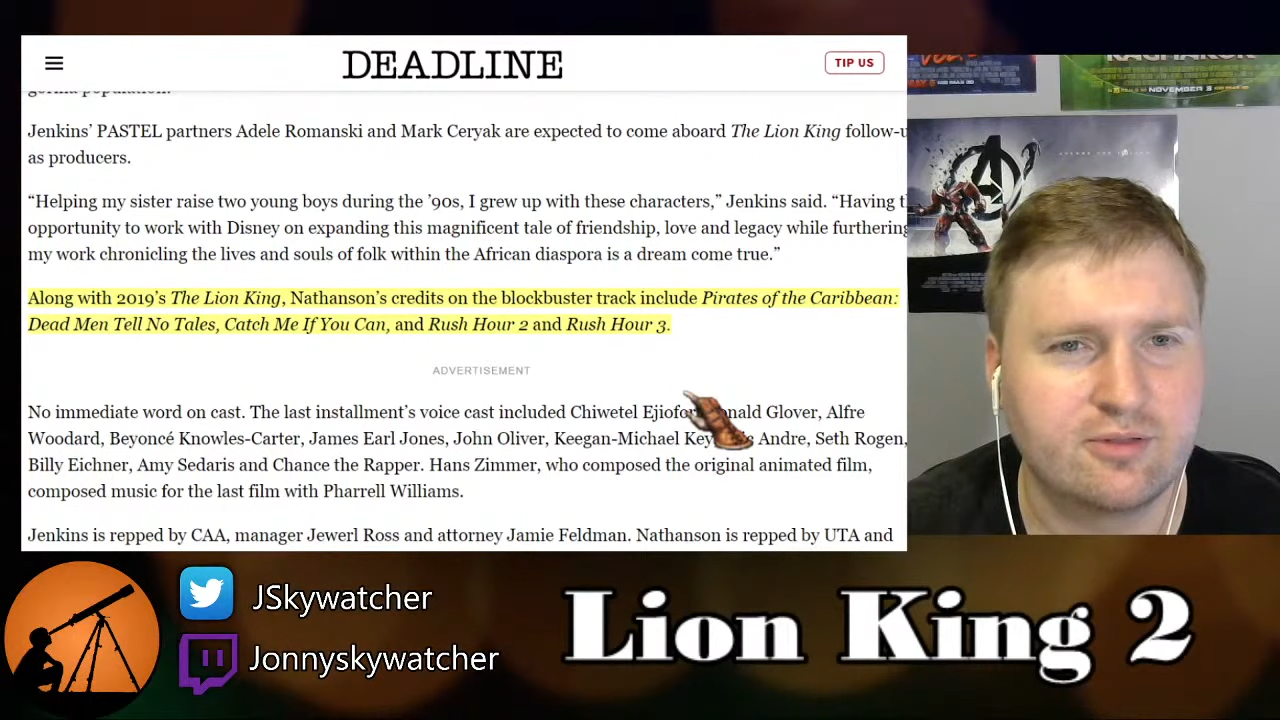 DEADLINE
TIP US
gorilla population.
Jenkins’ PASTEL partners Adele Romanski and Mark Ceryak are expected to come aboard The Lion King follow-u
as producers.
“Helping my sister raise two young boys during the ’90s, I grew up with these characters,” Jenkins said. “Having t
opportunity to work with Disney on expanding this magnificent tale of friendship, love and legacy while furthering
my work chronicling the lives and souls of folk within the African diaspora is a dream come true.”
Along with 2019’s The Lion King, Nathanson’s credits on the blockbuster track include Pirates of the Caribbean:
Dead Men Tell No Tales, Catch Me If You Can, and Rush Hour 2 and Rush Hour 3.
ADVERTISEMENT
No immediate word on cast. The last installment’s voice cast included Chiwetel Ejiofor, nald Glover, Alfre
Woodard, Beyoncé Knowles-Carter, James Earl Jones, John Oliver, Keegan-Michael Key Andre, Seth Rogen,
Billy Eichner, Amy Sedaris and Chance the Rapper. Hans Zimmer, who composed the original animated film,
composed music for the last film with Pharrell Williams.
Jenkins is repped by CAA, manager Jewerl Ross and attorney Jamie Feldman. Nathanson is repped by UTA and
RAGNAROK
NOVEMBER 3
JSkywatcher
Jonnyskywatcher
Lion King 2